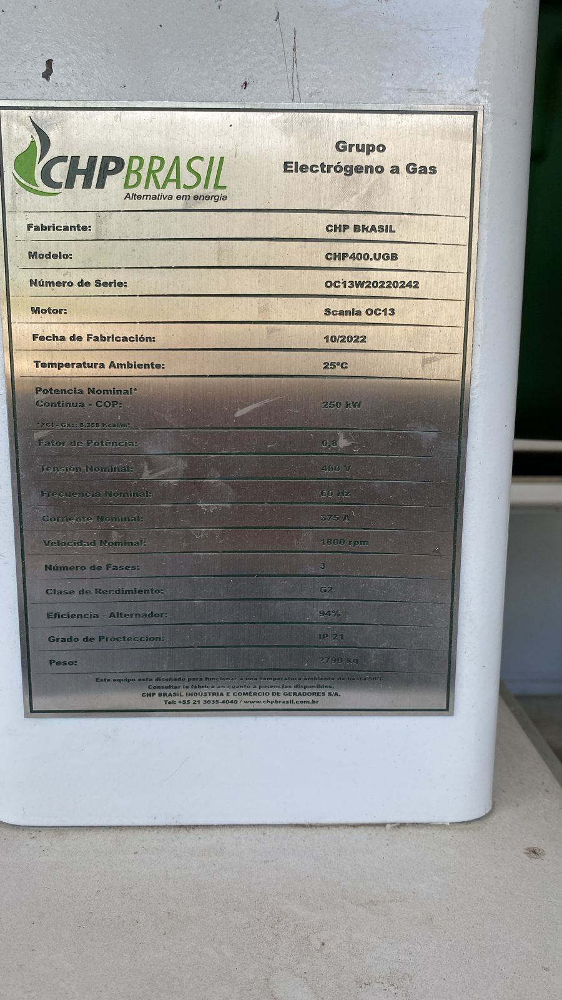 CHPBRASIL
Alternativa em energia
Grupo
Electrógeno a Gas
Fabricante: CHP BRASIL
Modelo: CHP400.UGB
Número de Serie: OC13W20220242
Motor: Scania OC13
Fecha de Fabricación: 10/2022
Temperatura Ambiente: 25ºC
Potencia Nominal*
Continua - COP: 250 kW
*PCI - Gas: 8.358 Kcal/m³
Fator de Potência: 0,8
Tensión Nominal: 480 V
Frecuencia Nominal: 60 Hz
Corriente Nominal: 375 A
Velocidad Nominal: 1800 rpm
Número de Fases: 3
Clase de Rendimiento: G2
Eficiencia - Alternador: 94%
Grado de Procteccion: IP 21
Peso: 2790 kg
Este equipo esta diseñado para funcionar a una temperatura ambiente de hasta 50ºC
Consultar la fábrica en cuanto a potencias disponibles.
CHP BRASIL INDÚSTRIA E COMÉRCIO DE GERADORES S/A.
Tel: +55 21 3035-4040 / www.chpbrasil.com.br